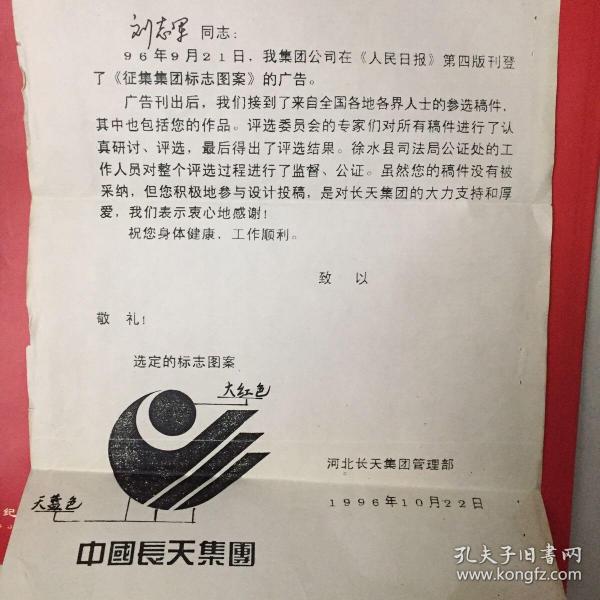 刘志军 同志：
96年9月21日，我集团公司在《人民日报》第四版刊登
了《征集集团标志图案》的广告。
广告刊出后，我们接到了来自全国各地各界人士的参选稿件，
其中也包括您的作品。评选委员会的专家们对所有稿件进行了认
真研讨、评选，最后得出了评选结果。徐水县司法局公证处的工
作人员对整个评选过程进行了监督、公证。虽然您的稿件没有被
采纳，但您积极地参与设计投稿，是对长天集团的大力支持和厚
爱，我们表示衷心地感谢！
祝您身体健康，工作顺利。
致 以
敬 礼！
选定的标志图案
大红色
河北长天集团管理部
天蓝色
1996年10月22日
中國長天集團
纪
孔夫子旧书网
www.kongfz.com